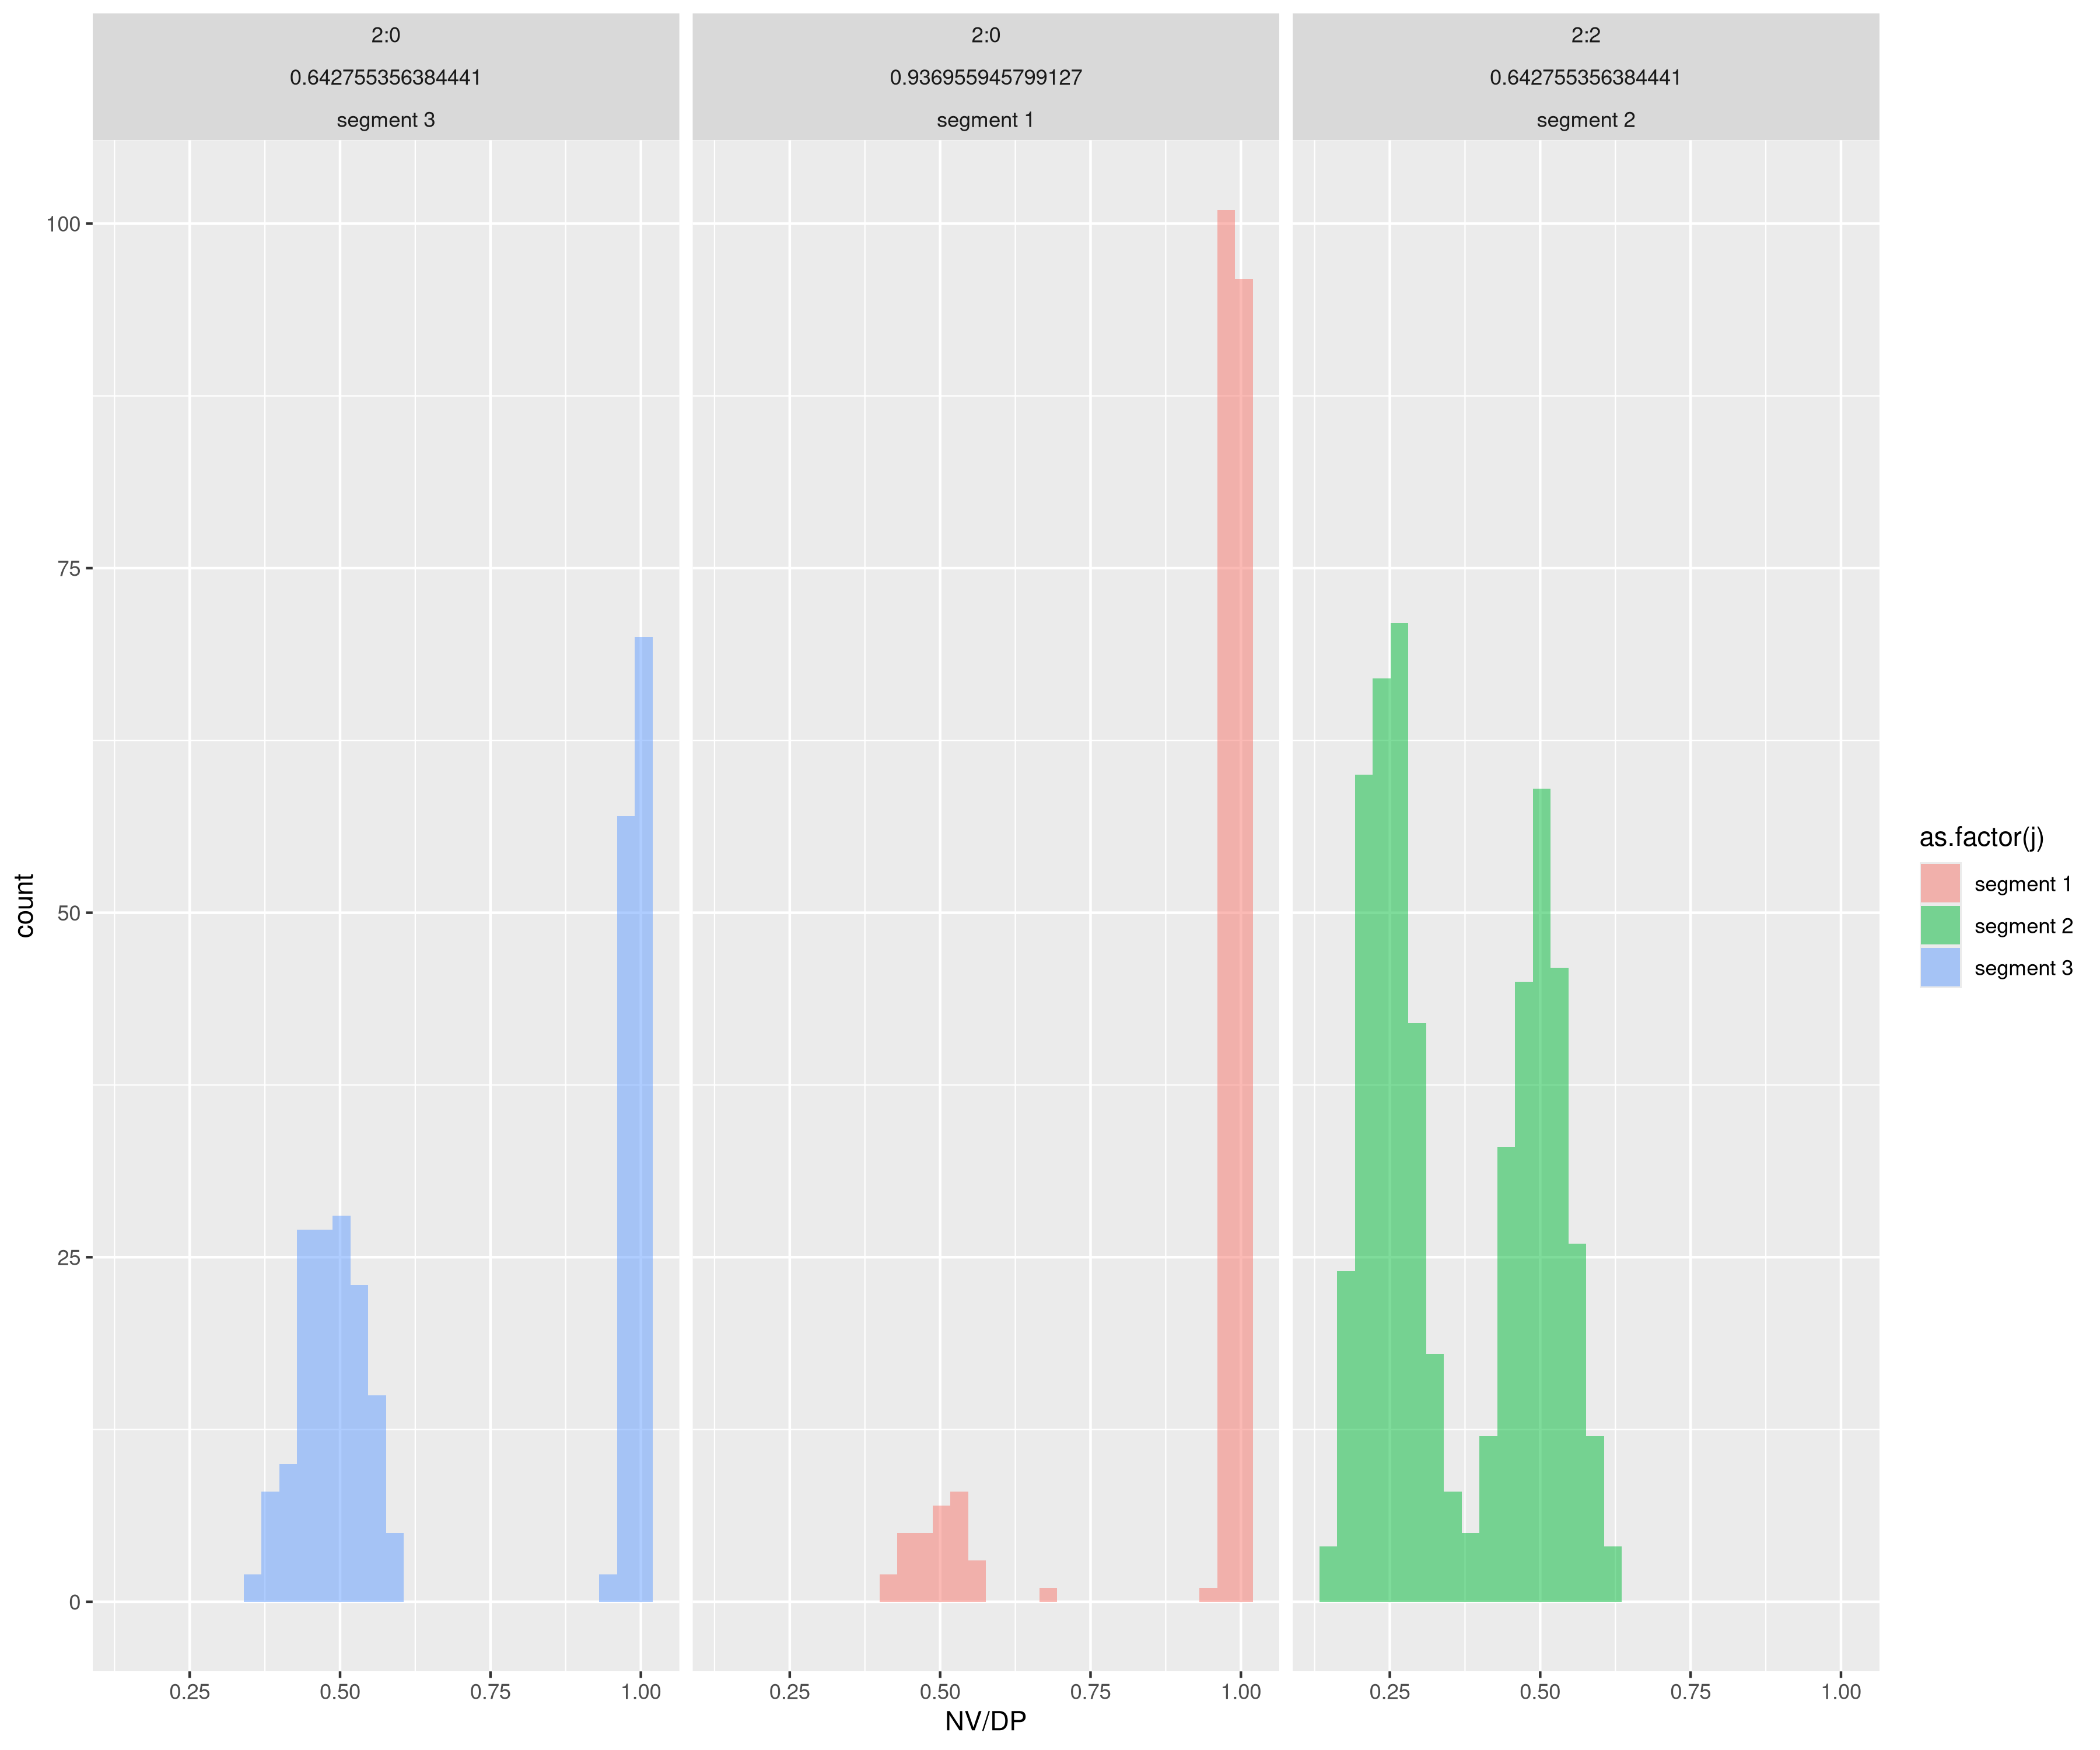 2:0
0.642755356384441
segment 3
2:0
0.936955945799127
segment 1
2:2
0.642755356384441
segment 2
100
75
50
25
0
count
0.25 0.50 0.75 1.00
0.25 0.50 0.75 1.00
0.25 0.50 0.75 1.00
NV/DP
as.factor(j)
segment 1
segment 2
segment 3